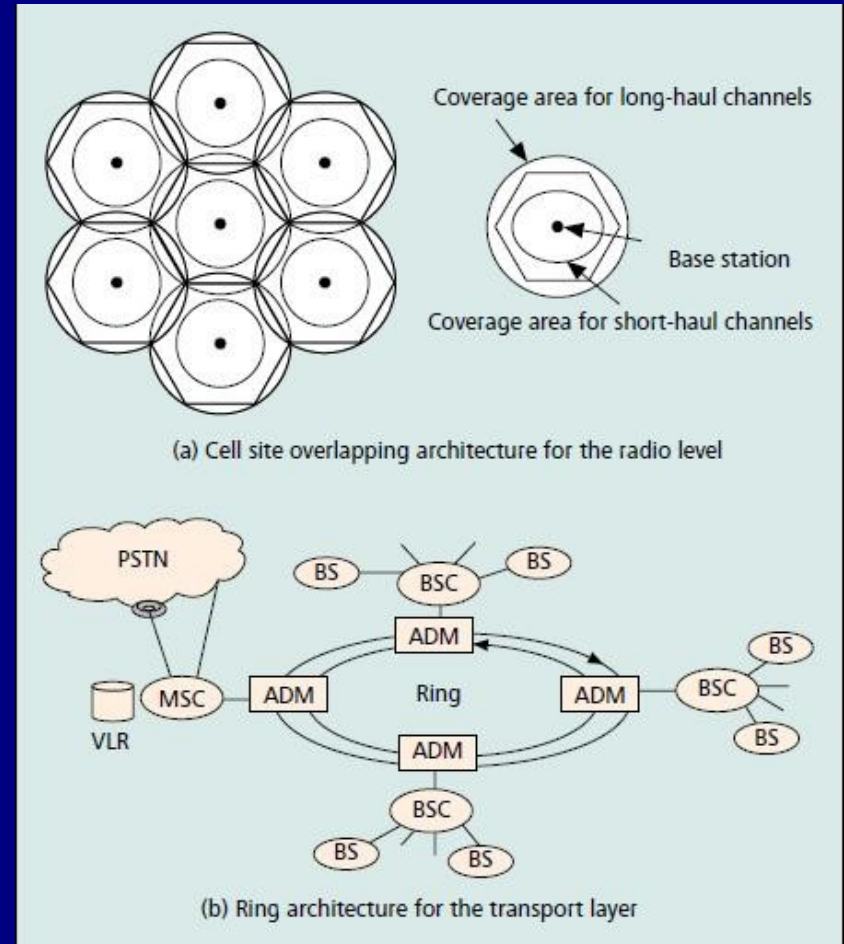 Coverage area for long-haul channels
Base station
Coverage area for short-haul channels
(a) Cell site overlapping architecture for the radio level
PSTN
BS
BSC
BS
ADM
MSC
ADM
Ring
ADM
BSC
BS
BS
VLR
ADM
BSC
BS
BS
(b) Ring architecture for the transport layer